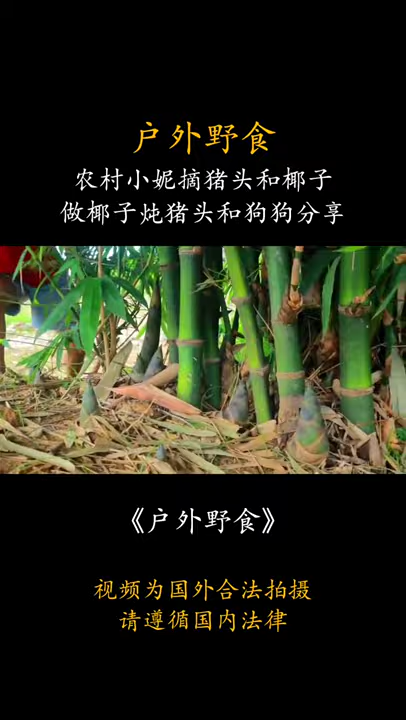 户外野食
农村小妮摘猪头和椰子
做椰子炖猪头和狗狗分享
《户外野食》
视频为国外合法拍摄
请遵循国内法律